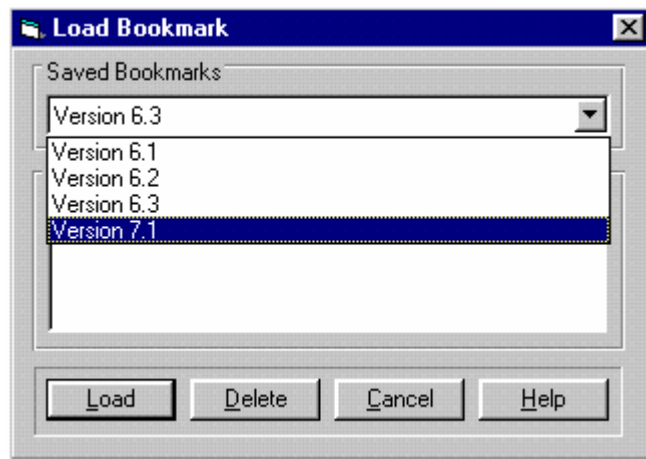 Load Bookmark
Saved Bookmarks
Version 6.3
Version 6.1
Version 6.2
Version 6.3
Version 7.1
Load Delete Cancel Help